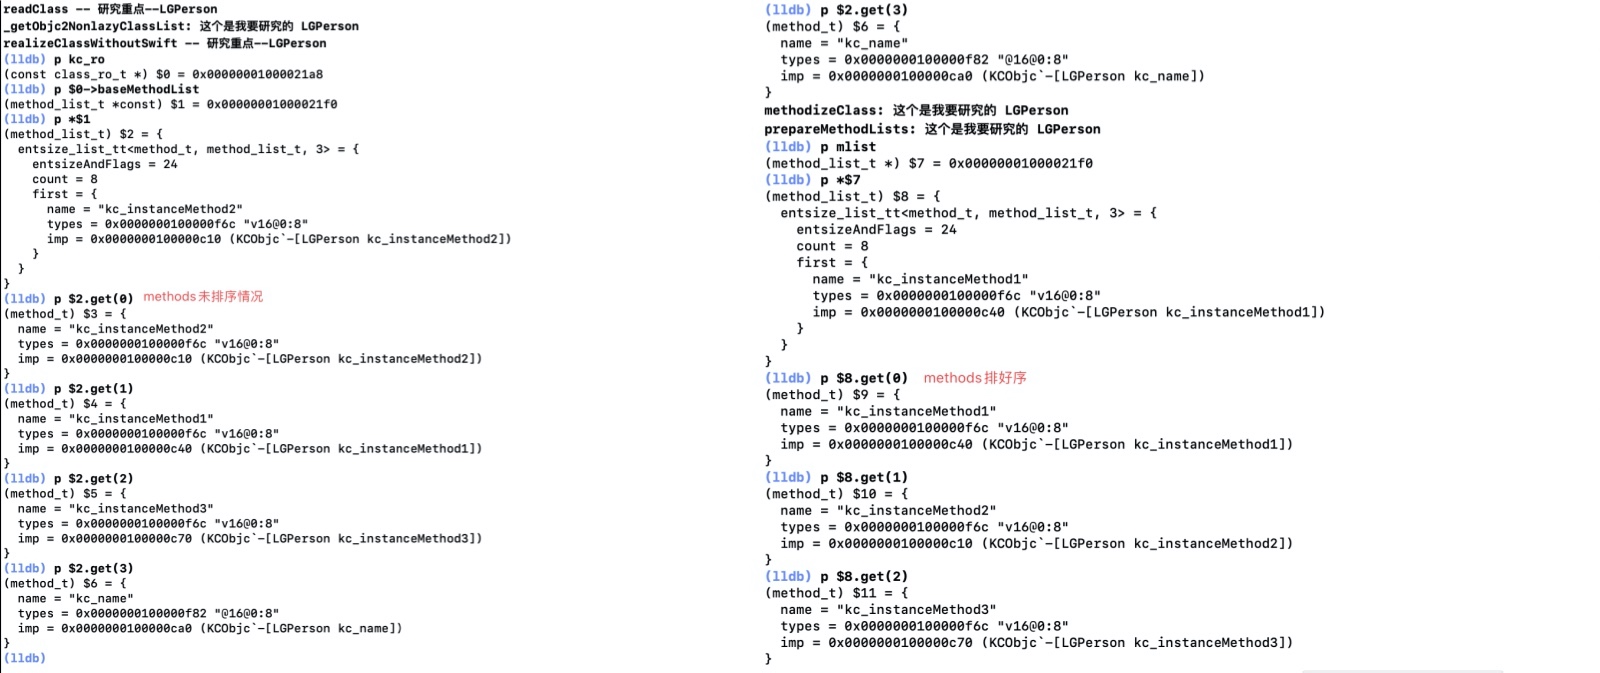 readClass -- 研究重点--LGPerson
_getObjc2NonlazyClassList: 这个是我要研究的 LGPerson
realizeClassWithoutSwift -- 研究重点--LGPerson
(lldb) p kc_ro
(const class_ro_t *) $0 = 0x00000001000021a8
(lldb) p $0->baseMethodList
(method_list_t *const) $1 = 0x00000001000021f0
(lldb) p *$1
(method_list_t) $2 = {
  entsize_list_tt<method_t, method_list_t, 3> = {
    entsizeAndFlags = 24
    count = 8
    first = {
      name = "kc_instanceMethod2"
      types = 0x0000000100000f6c "v16@0:8"
      imp = 0x0000000100000c10 (KCObjc`-[LGPerson kc_instanceMethod2])
    }
  }
}
(lldb) p $2.get(0) methods未排序情况
(method_t) $3 = {
  name = "kc_instanceMethod2"
  types = 0x0000000100000f6c "v16@0:8"
  imp = 0x0000000100000c10 (KCObjc`-[LGPerson kc_instanceMethod2])
}
(lldb) p $2.get(1)
(method_t) $4 = {
  name = "kc_instanceMethod1"
  types = 0x0000000100000f6c "v16@0:8"
  imp = 0x0000000100000c40 (KCObjc`-[LGPerson kc_instanceMethod1])
}
(lldb) p $2.get(2)
(method_t) $5 = {
  name = "kc_instanceMethod3"
  types = 0x0000000100000f6c "v16@0:8"
  imp = 0x0000000100000c70 (KCObjc`-[LGPerson kc_instanceMethod3])
}
(lldb) p $2.get(3)
(method_t) $6 = {
  name = "kc_name"
  types = 0x0000000100000f82 "@16@0:8"
  imp = 0x0000000100000ca0 (KCObjc`-[LGPerson kc_name])
}
(lldb)
(lldb) p $2.get(3)
(method_t) $6 = {
  name = "kc_name"
  types = 0x0000000100000f82 "@16@0:8"
  imp = 0x0000000100000ca0 (KCObjc`-[LGPerson kc_name])
}
methodizeClass: 这个是我要研究的 LGPerson
prepareMethodLists: 这个是我要研究的 LGPerson
(lldb) p mlist
(method_list_t *) $7 = 0x00000001000021f0
(lldb) p *$7
(method_list_t) $8 = {
  entsize_list_tt<method_t, method_list_t, 3> = {
    entsizeAndFlags = 24
    count = 8
    first = {
      name = "kc_instanceMethod1"
      types = 0x0000000100000f6c "v16@0:8"
      imp = 0x0000000100000c40 (KCObjc`-[LGPerson kc_instanceMethod1])
    }
  }
}
(lldb) p $8.get(0) methods排好序
(method_t) $9 = {
  name = "kc_instanceMethod1"
  types = 0x0000000100000f6c "v16@0:8"
  imp = 0x0000000100000c40 (KCObjc`-[LGPerson kc_instanceMethod1])
}
(lldb) p $8.get(1)
(method_t) $10 = {
  name = "kc_instanceMethod2"
  types = 0x0000000100000f6c "v16@0:8"
  imp = 0x0000000100000c10 (KCObjc`-[LGPerson kc_instanceMethod2])
}
(lldb) p $8.get(2)
(method_t) $11 = {
  name = "kc_instanceMethod3"
  types = 0x0000000100000f6c "v16@0:8"
  imp = 0x0000000100000c70 (KCObjc`-[LGPerson kc_instanceMethod3])
}